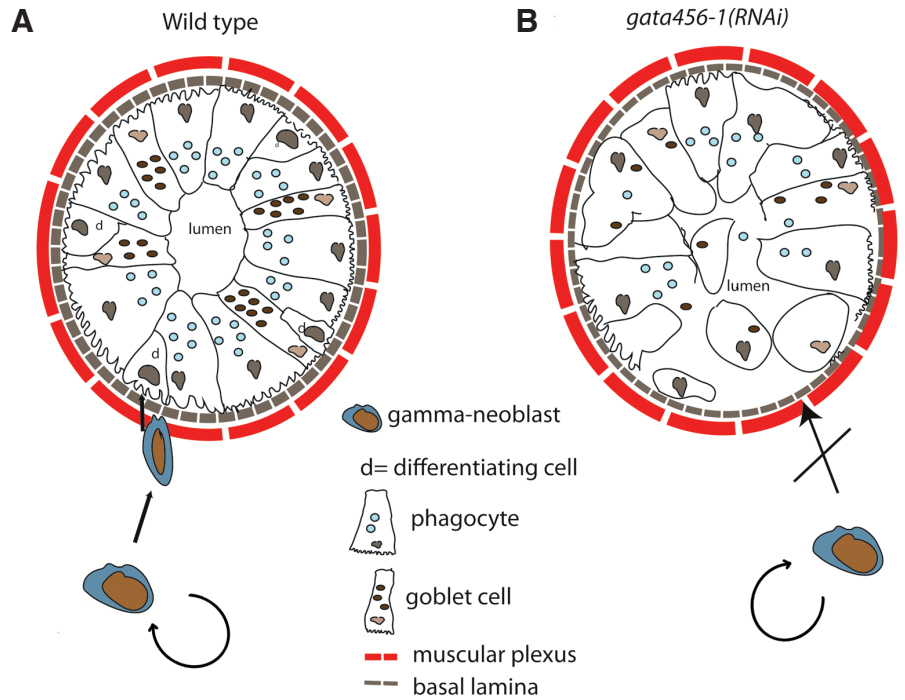 A
Wild type
B
gata456-1(RNAi)
d
d
lumen
d
d
lumen
gamma-neoblast
d= differentiating cell
phagocyte
goblet cell
muscular plexus
basal lamina